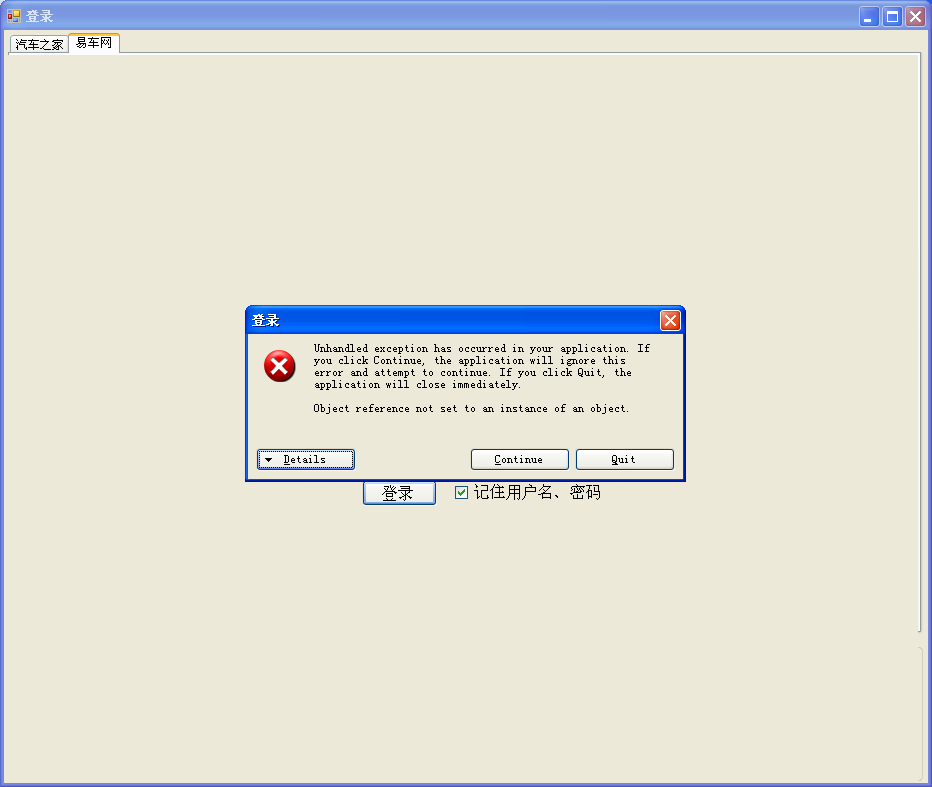 登录
汽车之家
易车网
登录
Unhandled exception has occurred in your application. If
you click Continue, the application will ignore this
error and attempt to continue. If you click Quit, the
application will close immediately.
Object reference not set to an instance of an object.
Details
Continue
Quit
登录
记住用户名、密码